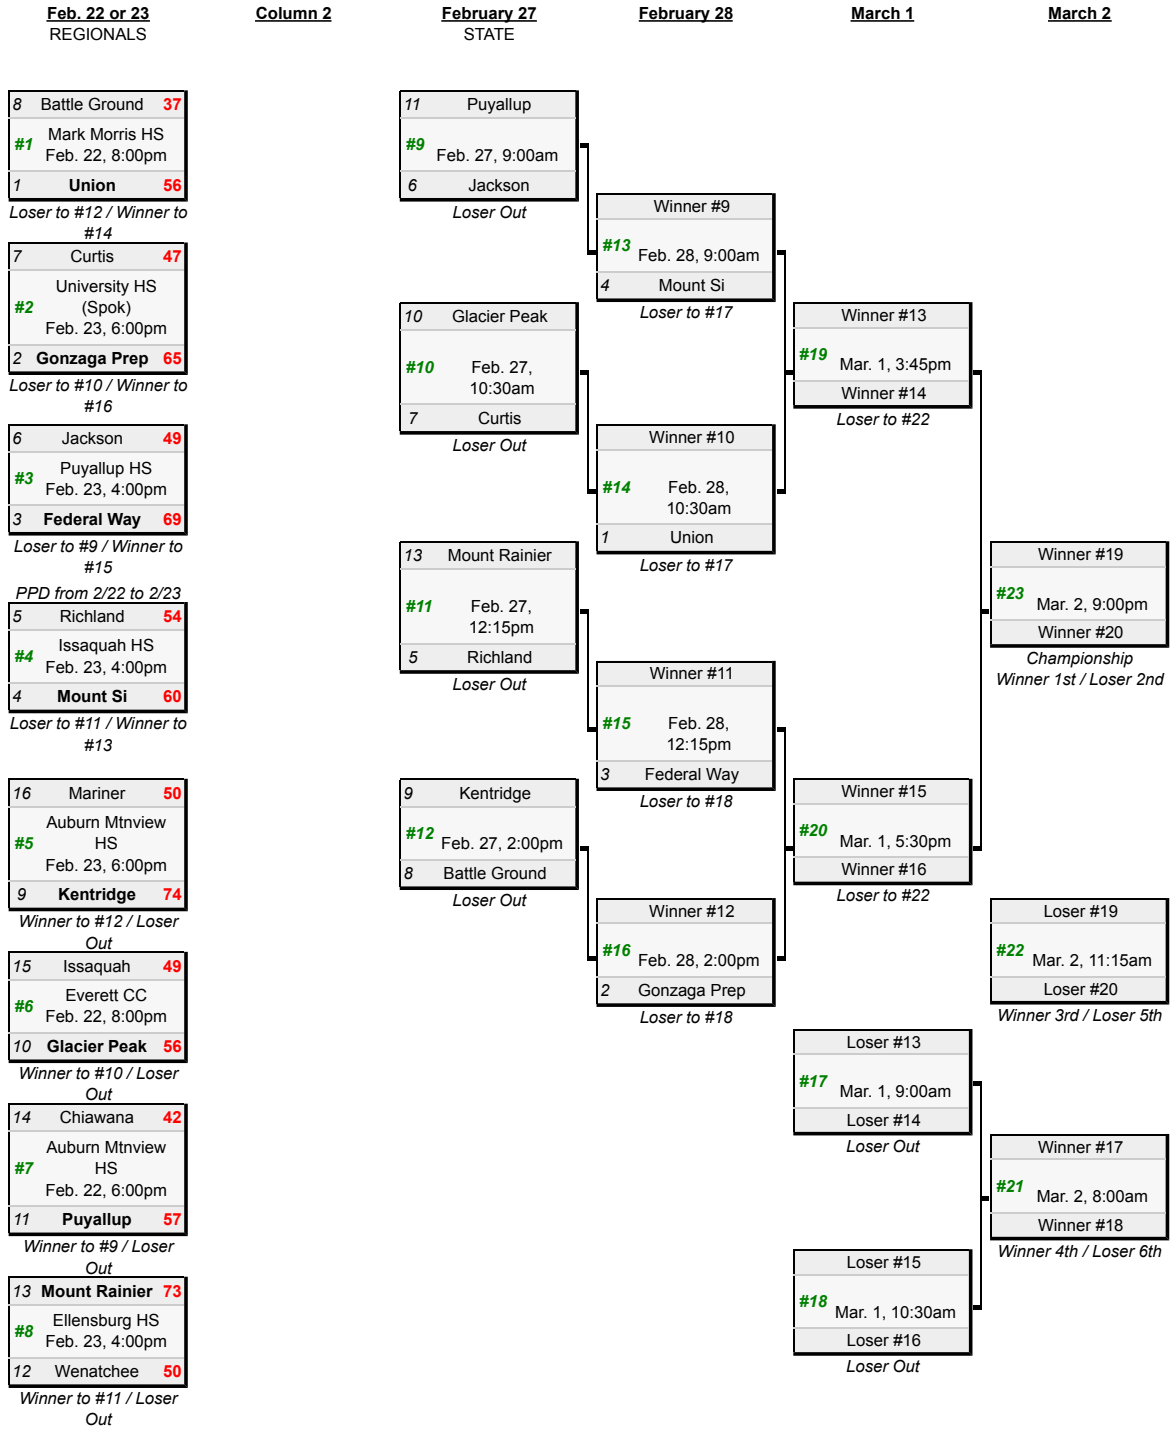 Feb. 22 or 23
REGIONALS
Column 2
February 27
STATE
February 28
March 1
March 2
8 Battle Ground 37
#1 Mark Morris HS
Feb. 22, 8:00pm
1 Union 56
Loser to #12 / Winner to
#14
7 Curtis 47
University HS
#2 (Spok)
Feb. 23, 6:00pm
2 Gonzaga Prep 65
Loser to #10 / Winner to
#16
6 Jackson 49
#3 Puyallup HS
Feb. 23, 4:00pm
3 Federal Way 69
Loser to #9 / Winner to
#15
PPD from 2/22 to 2/23
5 Richland 54
#4 Issaquah HS
Feb. 23, 4:00pm
4 Mount Si 60
Loser to #11 / Winner to
#13
16 Mariner 50
Auburn Mtnview
#5 HS
Feb. 23, 6:00pm
9 Kentridge 74
Winner to #12 / Loser
Out
15 Issaquah 49
#6 Everett CC
Feb. 22, 8:00pm
10 Glacier Peak 56
Winner to #10 / Loser
Out
14 Chiawana 42
Auburn Mtnview
#7 HS
Feb. 22, 6:00pm
11 Puyallup 57
Winner to #9 / Loser
Out
13 Mount Rainier 73
#8 Ellensburg HS
Feb. 23, 4:00pm
12 Wenatchee 50
Winner to #11 / Loser
Out
11 Puyallup
#9 Feb. 27, 9:00am
6 Jackson
Loser Out
10 Glacier Peak
#10 Feb. 27,
10:30am
7 Curtis
Loser Out
13 Mount Rainier
#11 Feb. 27,
12:15pm
5 Richland
Loser Out
9 Kentridge
#12 Feb. 27, 2:00pm
8 Battle Ground
Loser Out
Winner #9
#13 Feb. 28, 9:00am
4 Mount Si
Loser to #17
Winner #10
#14 Feb. 28,
10:30am
1 Union
Loser to #17
Winner #11
#15 Feb. 28,
12:15pm
3 Federal Way
Loser to #18
Winner #12
#16 Feb. 28, 2:00pm
2 Gonzaga Prep
Loser to #18
Winner #13
#19 Mar. 1, 3:45pm
Winner #14
Loser to #22
Winner #15
#20 Mar. 1, 5:30pm
Winner #16
Loser to #22
Loser #13
#17 Mar. 1, 9:00am
Loser #14
Loser Out
Loser #15
#18 Mar. 1, 10:30am
Loser #16
Loser Out
Winner #19
#23 Mar. 2, 9:00pm
Winner #20
Championship
Winner 1st / Loser 2nd
Loser #19
#22 Mar. 2, 11:15am
Loser #20
Winner 3rd / Loser 5th
Winner #17
#21 Mar. 2, 8:00am
Winner #18
Winner 4th / Loser 6th